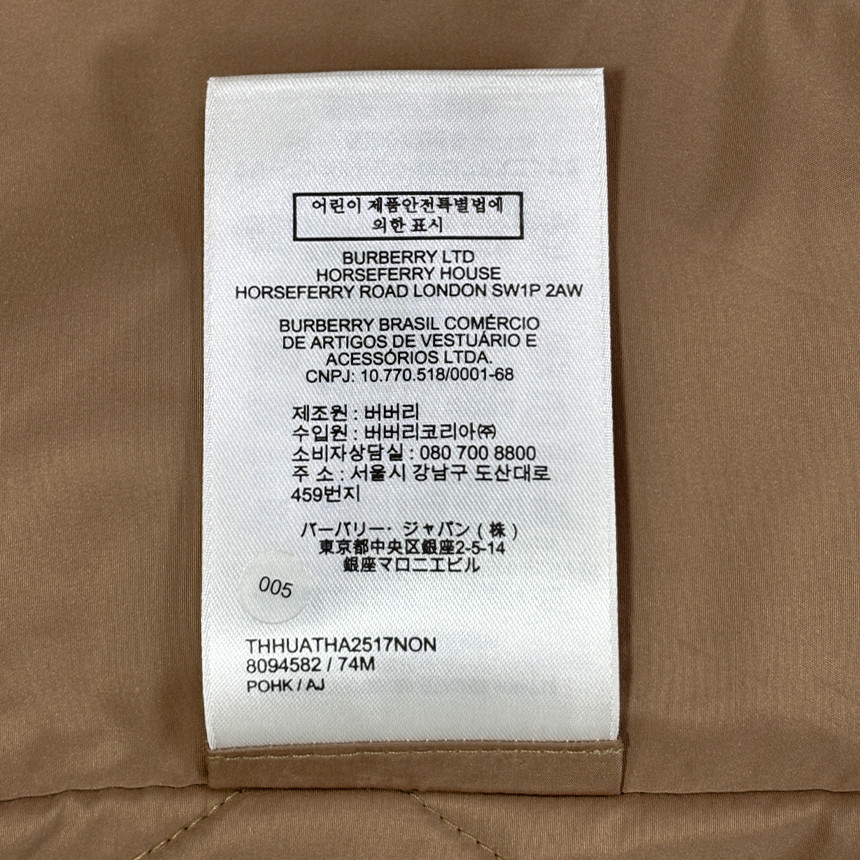 어린이 제품안전특별법에
의한 표시
BURBERRY LTD
HORSEFERRY HOUSE
HORSEFERRY ROAD LONDON SW1P 2AW
BURBERRY BRASIL COMÉRCIO
DE ARTIGOS DE VESTUÁRIO E
ACESSÓRIOS LTDA.
CNPJ: 10.770.518/0001-68
제조원 : 버버리
수입원 : 버버리코리아㈜
소비자상담실 : 080 700 8800
주 소 : 서울시 강남구 도산대로
459번지
バーバリー・ジャパン（株）
東京都中央区銀座2-5-14
銀座マロニエビル
005
THHUATHA2517NON
8094582 / 74M
POHK / AJ